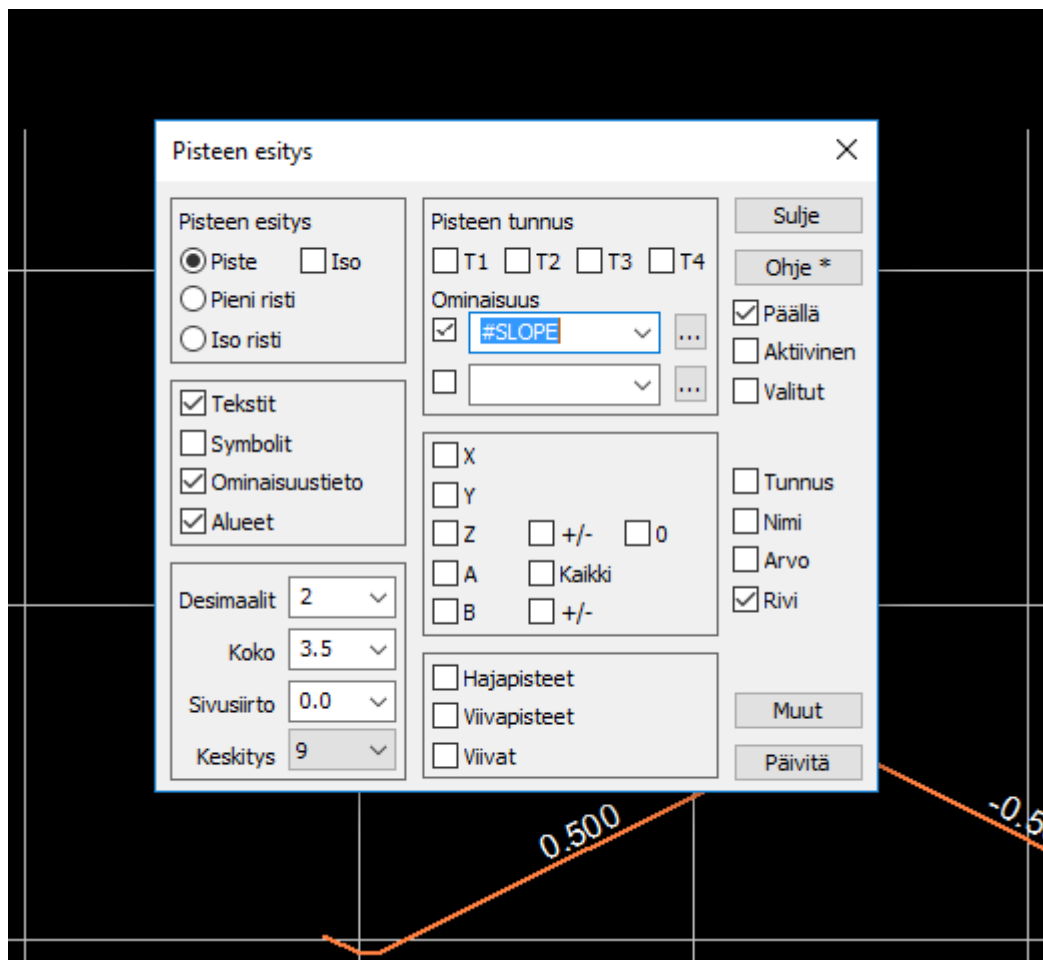 Pisteen esitys
Pisteen esitys
Piste Iso
Pieni risti
Iso risti
Tekstit
Symbolit
Ominaisuustieto
Alueet
Desimaalit 2
Koko 3.5
Sivusiirto 0.0
Keskitys 9
Pisteen tunnus
T1 T2 T3 T4
Ominaisuus
#SLOPE ...
...
X
Y
Z +/- 0
A Kaikki
B +/-
Hajapisteet
Viivapisteet
Viivat
Sulje
Ohje *
Päällä
Aktiivinen
Valitut
Tunnus
Nimi
Arvo
Rivi
Muut
Päivitä
0.500
-0.5